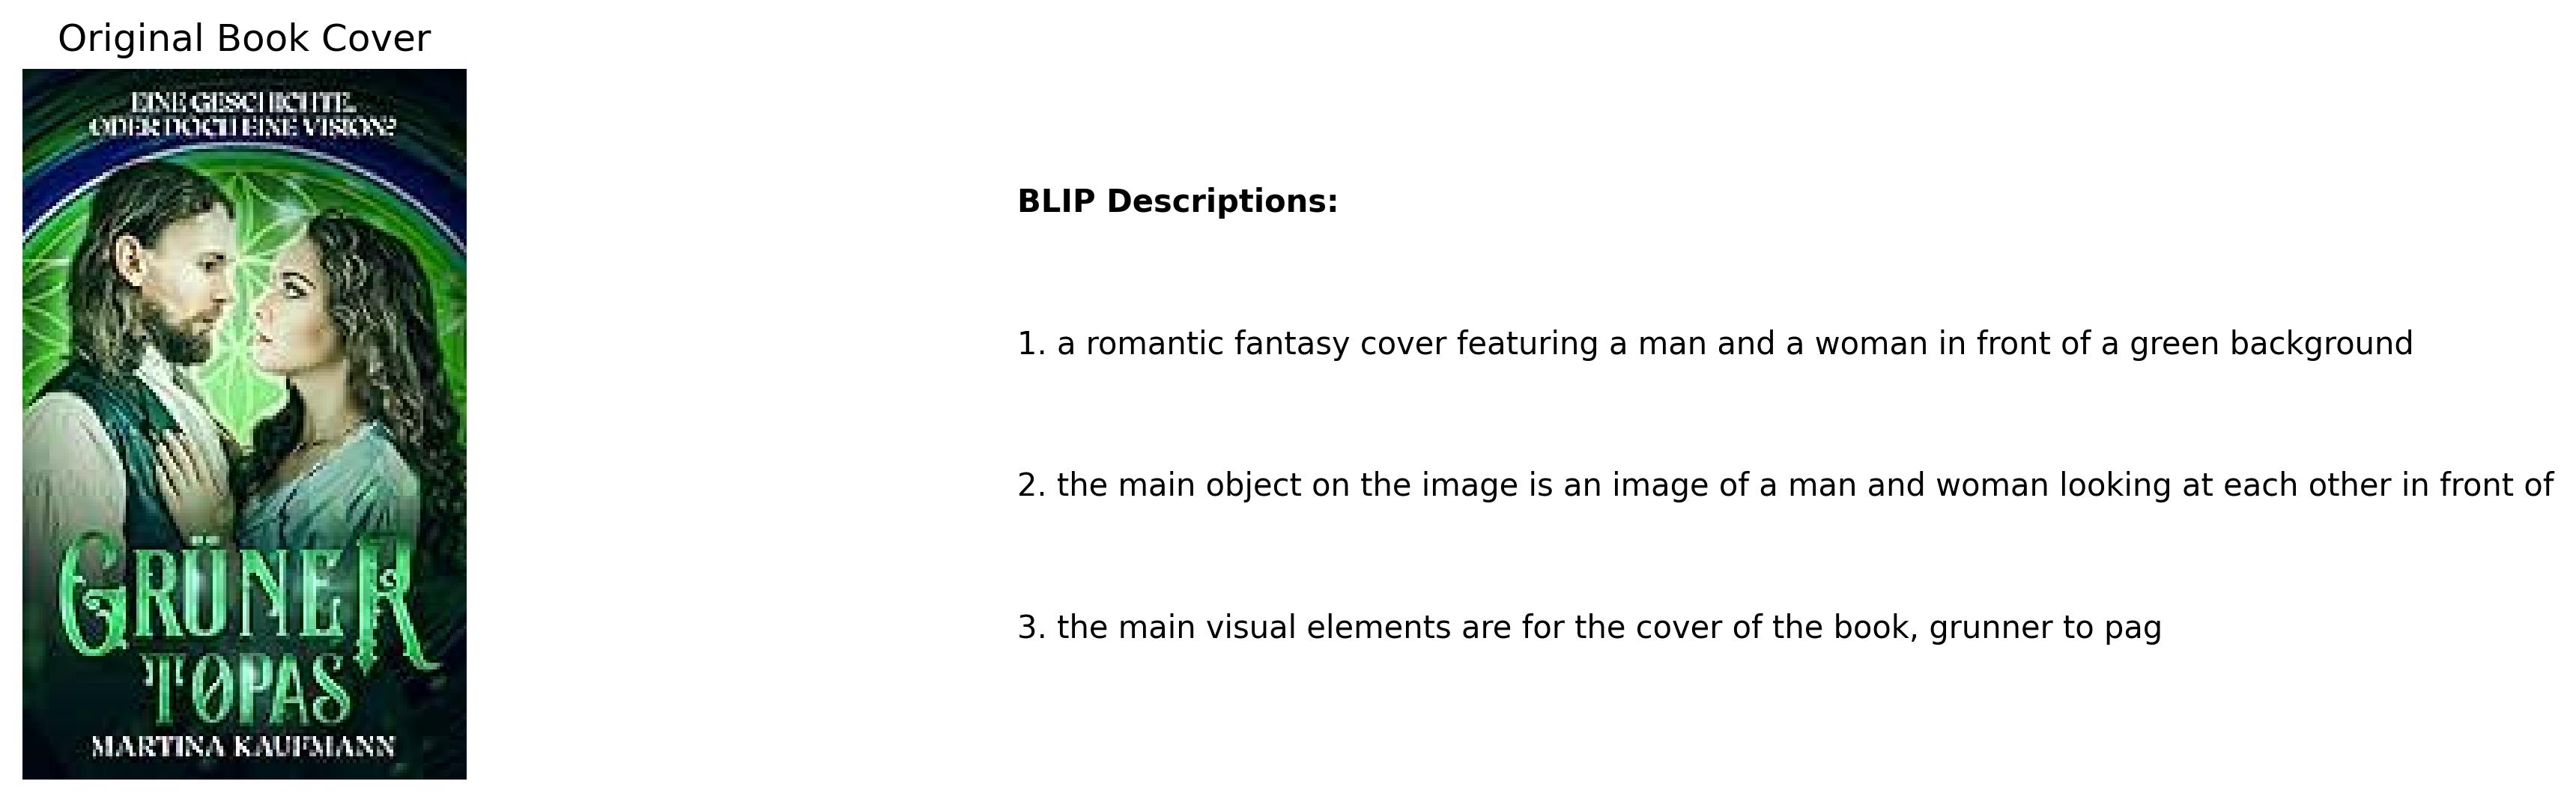 Original Book Cover
EINE GESCHICHTE.
ODER DOCH EINE VISION?
GRÜNER
TOPAS
MARTINA KAUFMANN
BLIP Descriptions:
1. a romantic fantasy cover featuring a man and a woman in front of a green background
2. the main object on the image is an image of a man and woman looking at each other in front of
3. the main visual elements are for the cover of the book, grunner to pag